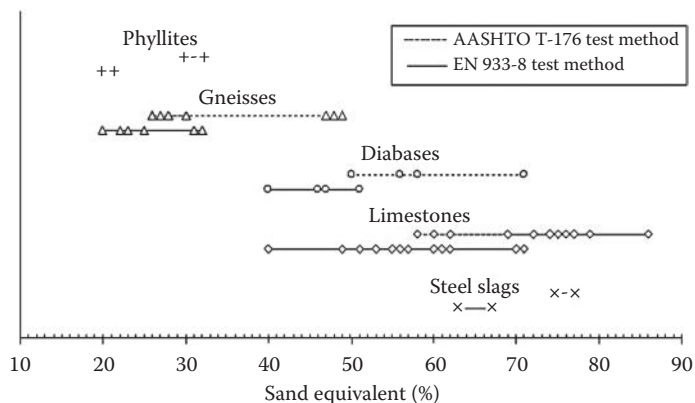 Phyllites
AASHTO T-176 test method
EN 933-8 test method
Gneisses
Diabases
Limestones
Steel slags
10 20 30 40 50 60 70 80 90
Sand equivalent (%)